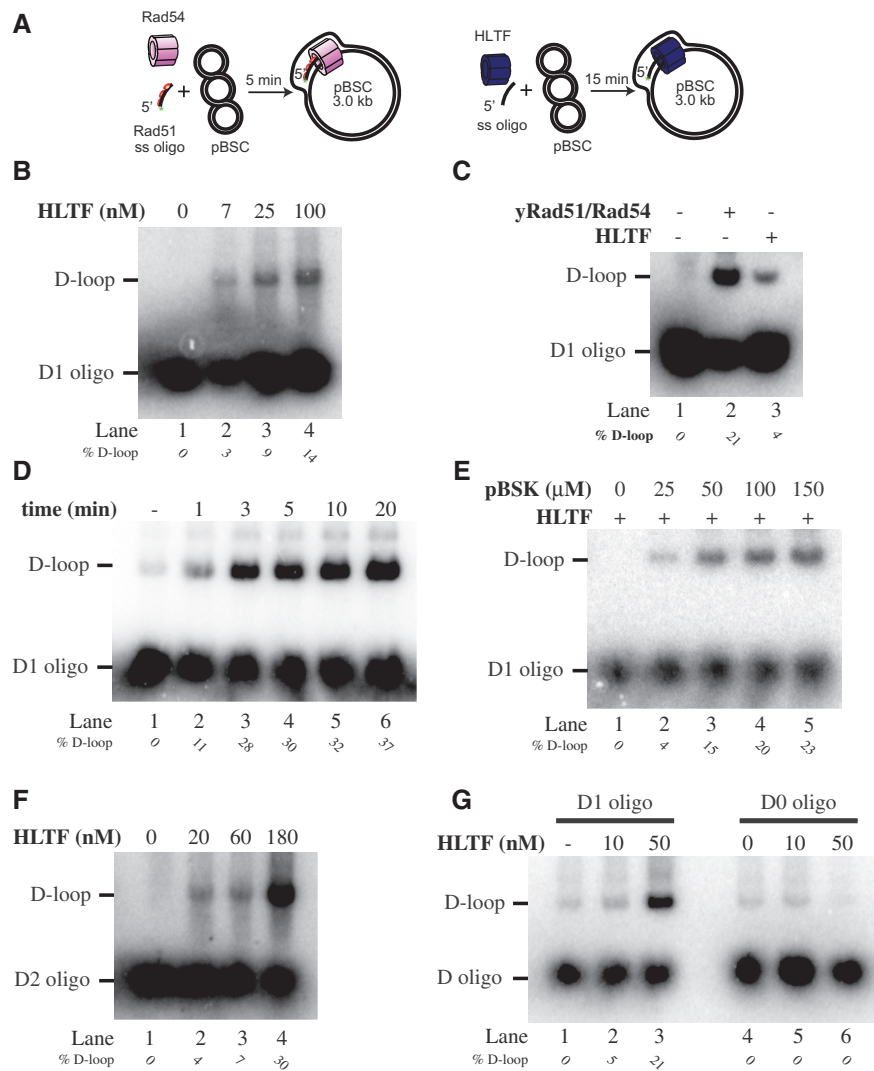 A
Rad54
5'
Rad51
ss oligo
+
pBSC
5 min
5'
pBSC
3.0 kb
HLTF
5'
ss oligo
+
pBSC
15 min
5'
pBSC
3.0 kb
B
HLTF (nM) 0 7 25 100
D-loop
D1 oligo
Lane 1 2 3 4
% D-loop 0 3 9 14
C
yRad51/Rad54 - + -
HLTF - - +
D-loop
D1 oligo
Lane 1 2 3
% D-loop 0 21 4
D
time (min) - 1 3 5 10 20
D-loop
D1 oligo
Lane 1 2 3 4 5 6
% D-loop 0 11 28 30 32 37
E
pBSK (μM) 0 25 50 100 150
HLTF + + + + +
D-loop
D1 oligo
Lane 1 2 3 4 5
% D-loop 0 4 15 20 23
F
HLTF (nM) 0 20 60 180
D-loop
D2 oligo
Lane 1 2 3 4
% D-loop 0 4 7 30
G
D1 oligo D0 oligo
HLTF (nM) - 10 50 0 10 50
D-loop
D oligo
Lane 1 2 3 4 5 6
% D-loop 0 5 21 0 0 0